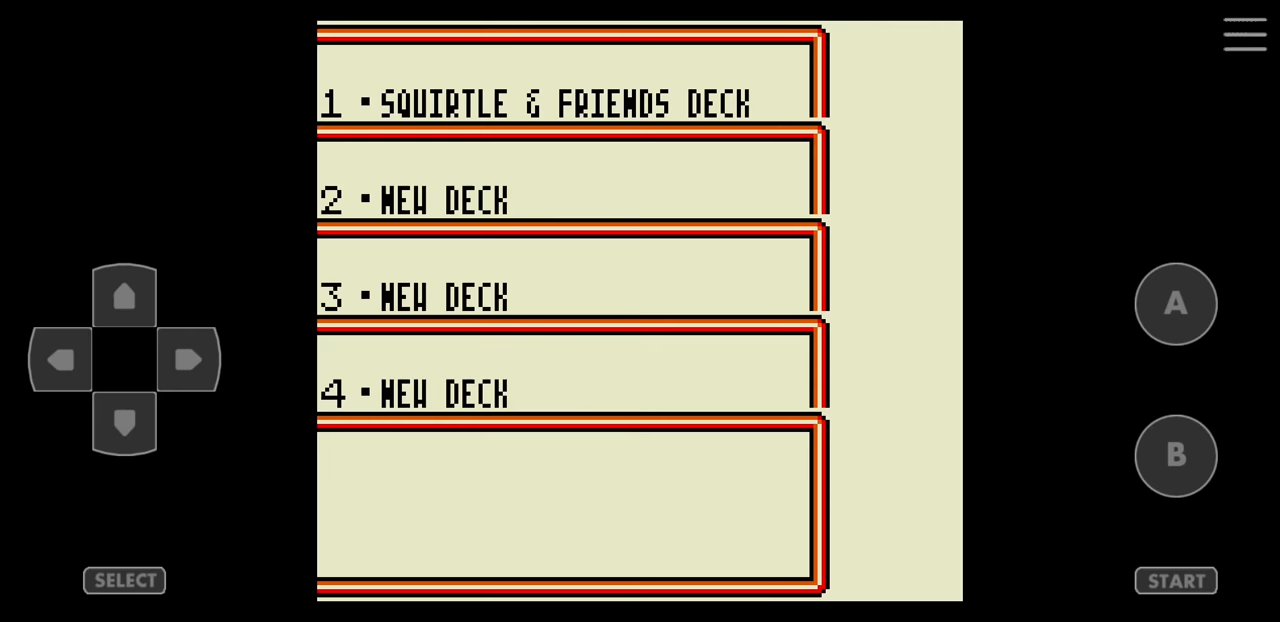 1 ▪ SQUIRTLE & FRIENDS DECK
2 ▪ NEW DECK
3 ▪ NEW DECK
4 ▪ NEW DECK
A
B
SELECT
START